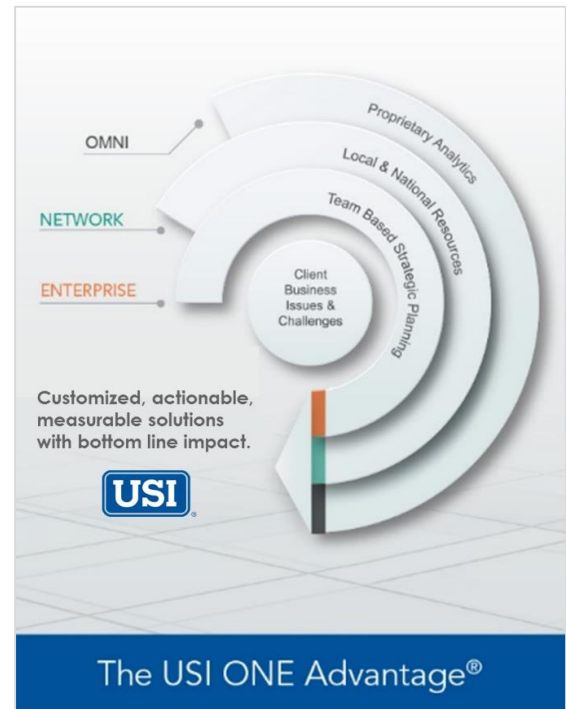 OMNI
NETWORK
ENTERPRISE
Proprietary Analytics
Local & National Resources
Team Based Strategic Planning
Client
Business
Issues &
Challenges
Customized, actionable,
measurable solutions
with bottom line impact.
USI®
The USI ONE Advantage®